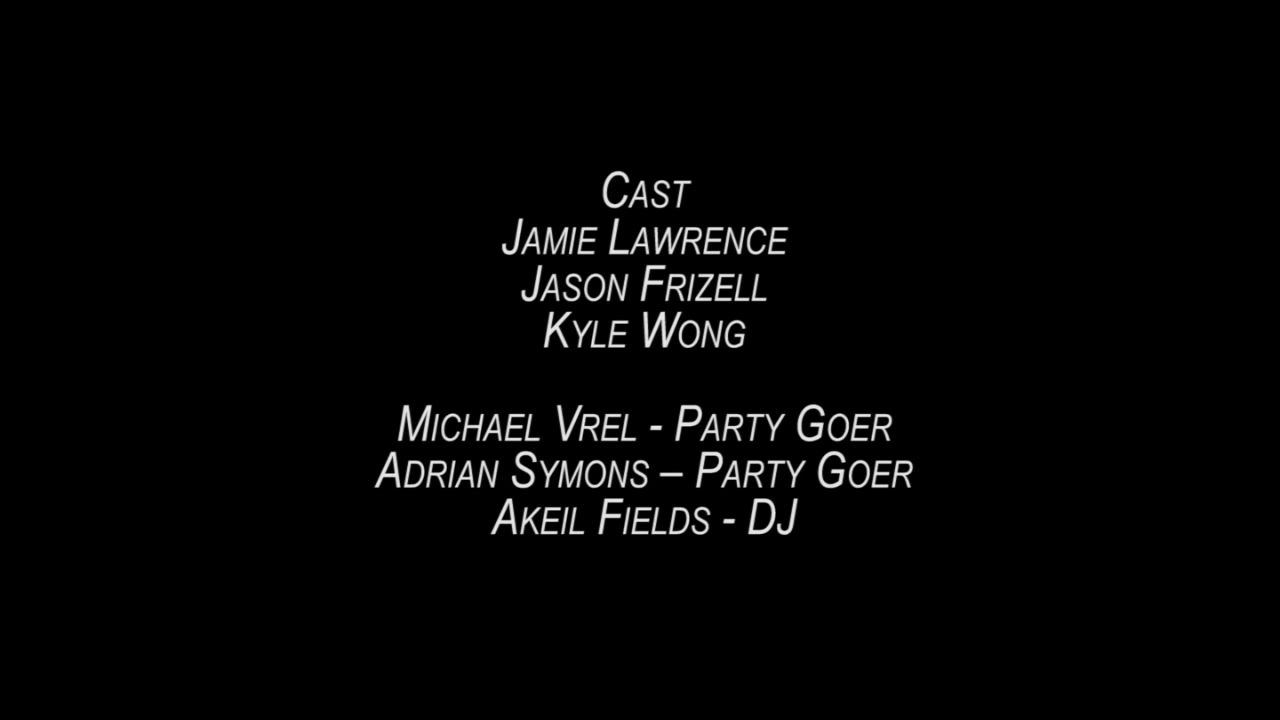 Cast
Jamie Lawrence
Jason Frizell
Kyle Wong
Michael Vrel - Party Goer
Adrian Symons – Party Goer
Akeil Fields - DJ